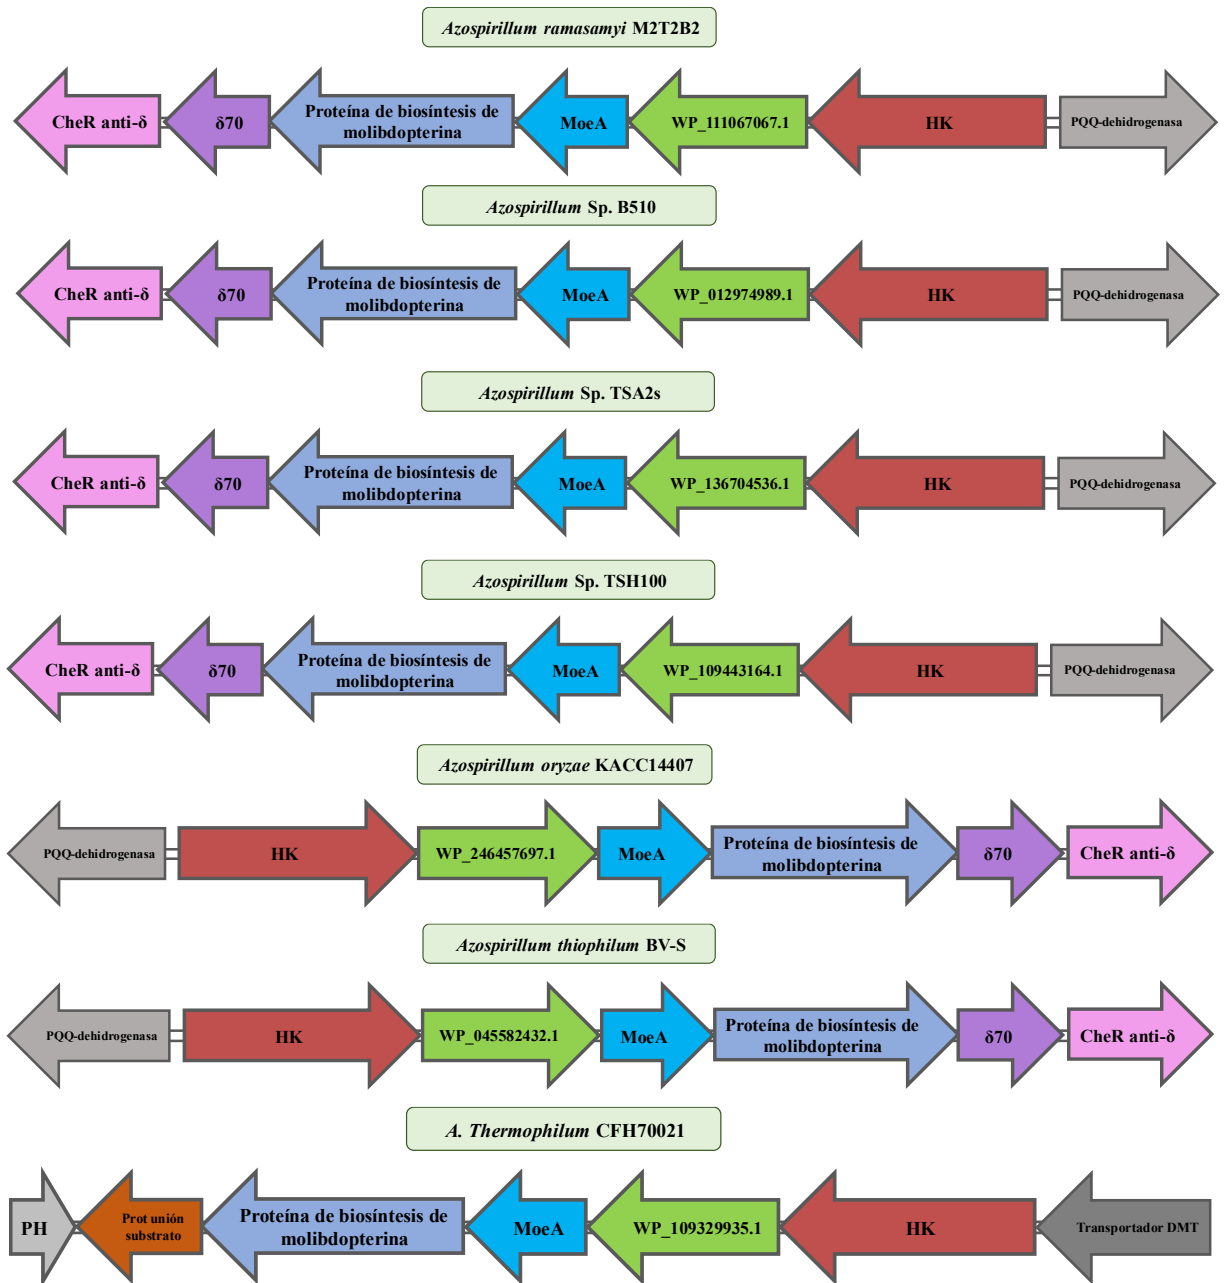 Azospirillum ramasamyi M2T2B2
CheR anti-δ
δ70
Proteína de biosíntesis de
molibdopterina
MoeA
WP_111067067.1
HK
PQQ-dehidrogenasa
Azospirillum Sp. B510
CheR anti-δ
δ70
Proteína de biosíntesis de
molibdopterina
MoeA
WP_012974989.1
HK
PQQ-dehidrogenasa
Azospirillum Sp. TSA2s
CheR anti-δ
δ70
Proteína de biosíntesis de
molibdopterina
MoeA
WP_136704536.1
HK
PQQ-dehidrogenasa
Azospirillum Sp. TSH100
CheR anti-δ
δ70
Proteína de biosíntesis de
molibdopterina
MoeA
WP_109443164.1
HK
PQQ-dehidrogenasa
Azospirillum oryzae KACC14407
PQQ-dehidrogenasa
HK
WP_246457697.1
MoeA
Proteína de biosíntesis de
molibdopterina
δ70
CheR anti-δ
Azospirillum thiophilum BV-S
PQQ-dehidrogenasa
HK
WP_045582432.1
MoeA
Proteína de biosíntesis de
molibdopterina
δ70
CheR anti-δ
A. Thermophilum CFH70021
PH
Prot unión
substrato
Proteína de biosíntesis de
molibdopterina
MoeA
WP_109329935.1
HK
Transportador DMT